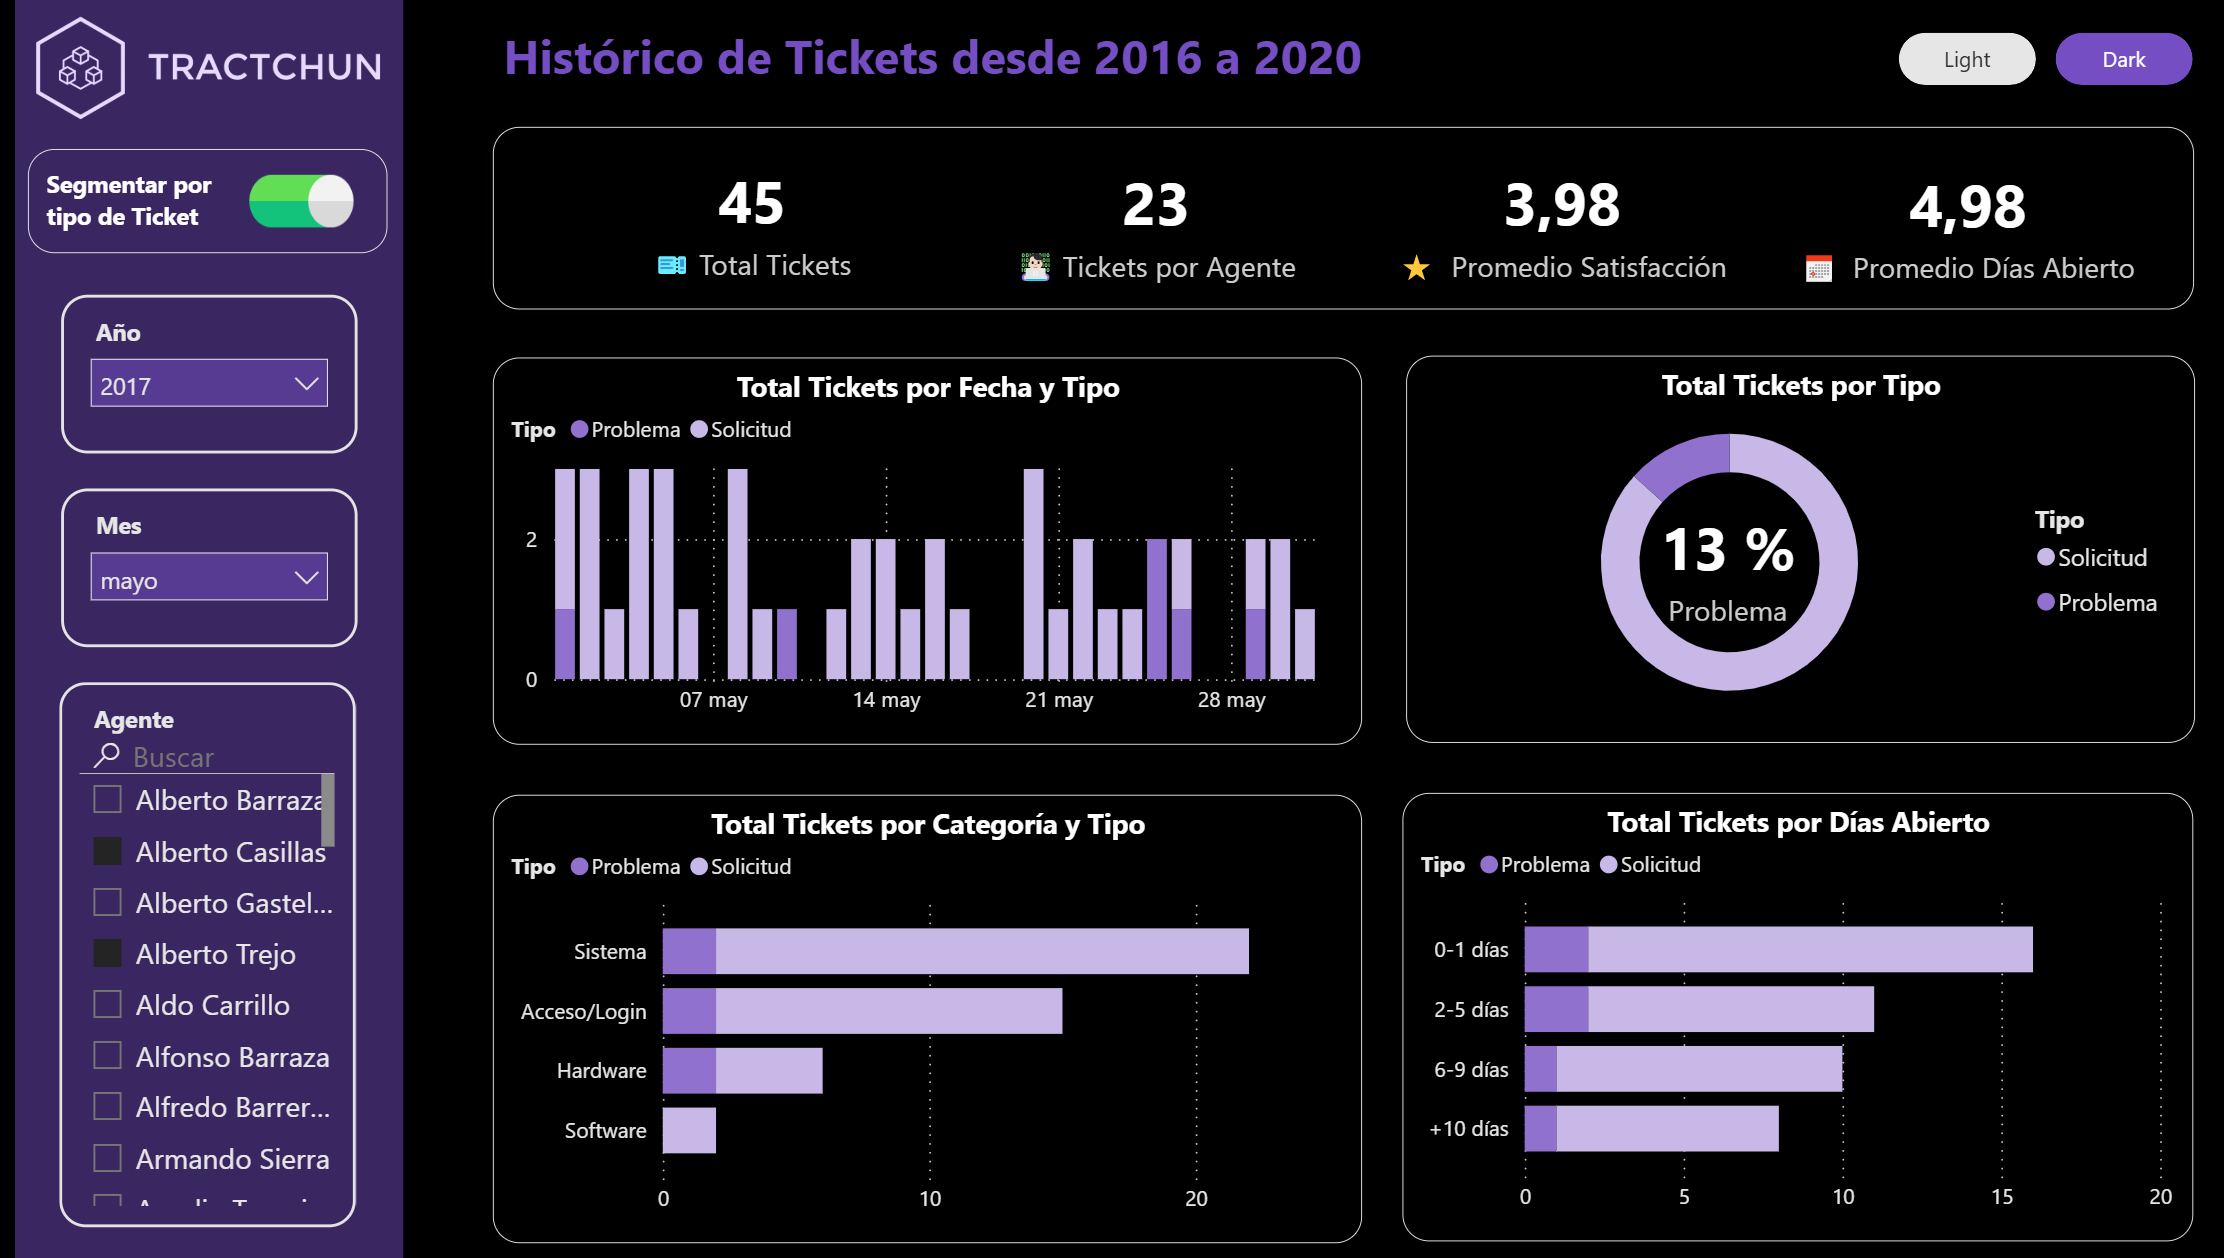 TRACTCHUN
Segmentar por
tipo de Ticket
Año
2017
Mes
mayo
Agente
Buscar
Alberto Barraza
Alberto Casillas
Alberto Gastel...
Alberto Trejo
Aldo Carrillo
Alfonso Barraza
Alfredo Barrer...
Armando Sierra
Histórico de Tickets desde 2016 a 2020
Light
Dark
45
Total Tickets
23
Tickets por Agente
3,98
Promedio Satisfacción
4,98
Promedio Días Abierto
Total Tickets por Fecha y Tipo
Tipo Problema Solicitud
2
0
07 may 14 may 21 may 28 may
Total Tickets por Tipo
13 %
Problema
Tipo
Solicitud
Problema
Total Tickets por Categoría y Tipo
Tipo Problema Solicitud
Sistema
Acceso/Login
Hardware
Software
0 10 20
Total Tickets por Días Abierto
Tipo Problema Solicitud
0-1 días
2-5 días
6-9 días
+10 días
0 5 10 15 20